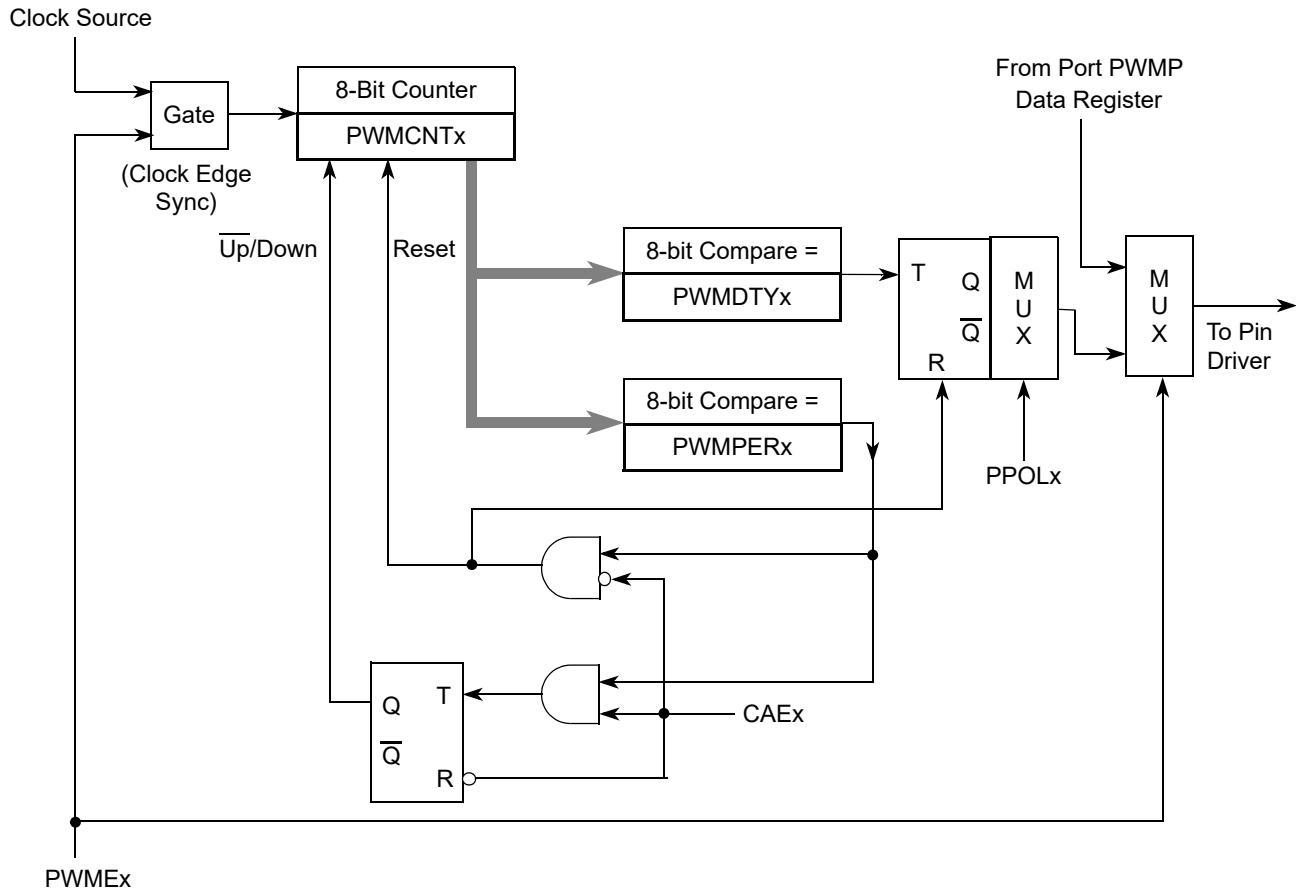 Clock Source
From Port PWMP
Data Register
8-Bit Counter
Gate
PWMCNTx
(Clock Edge
Sync)
U̅p̅/Down
Reset
8-bit Compare =
PWMDTYx
T
Q
Q̅
R
M
U
X
M
U
X
To Pin
Driver
8-bit Compare =
PWMPERx
PPOLx
Q
T
Q̅
R
CAEx
PWMEx